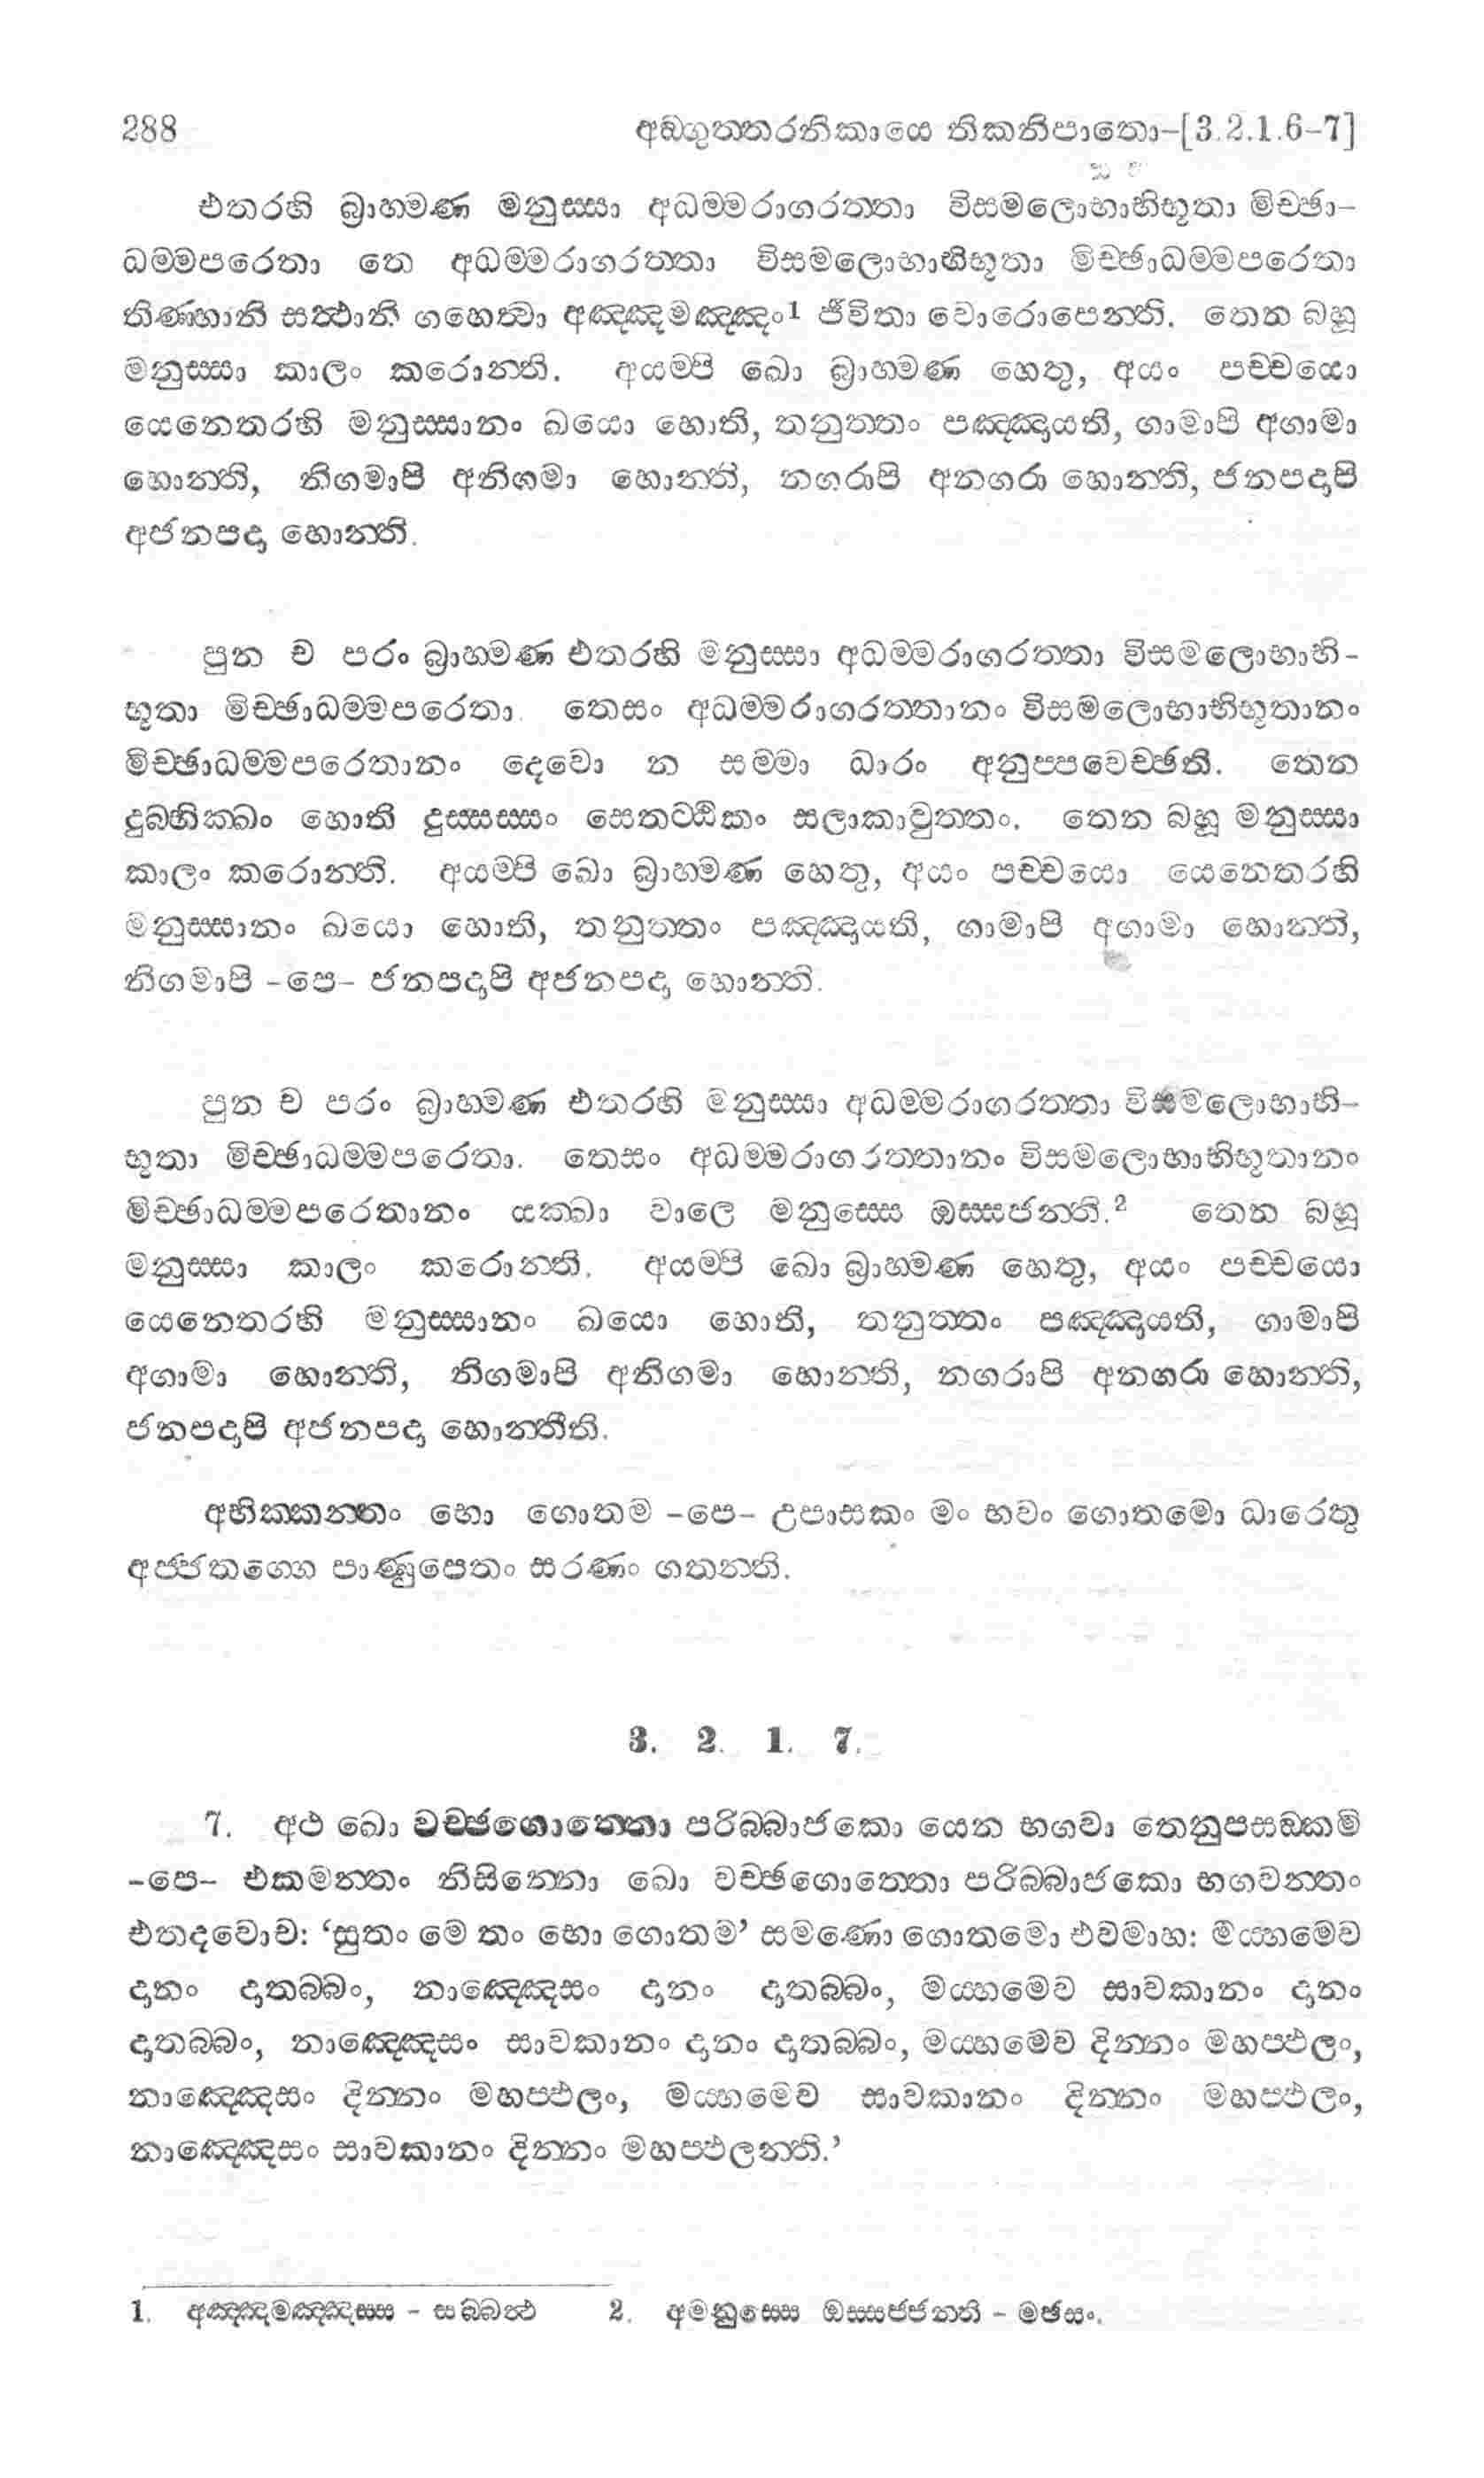 288 අඞ්ගුත්තරනිකායෙ තිකනිපාතො–[3.2.1.6–7]
එතරහි බ්‍රාහ්මණ මනුස්සා අධම්මරාගරත්තා විසමලොභාභිභූතා මිච්ඡා-
ධම්මපරෙතා තෙ අධම්මරාගරත්තා විසමලොභාභිභූතා මිච්ඡාධම්මපරෙතා
තිණ්හානි සත්‍ථානි ගහෙත්‍වා අඤ්ඤමඤ්ඤං1 ජීවිතා වොරොපෙන්ති. තෙන බහූ
මනුස්සා කාලං කරොන්ති. අයම්පි ඛො බ්‍රාහ්මණ හෙතු, අයං පච්චයො
යෙනෙතරහි මනුස්සානං ඛයො හොති, තනුත්තං පඤ්ඤායති, ගාමාපි අගාමා
හොන්ති, නිගමාපි අනිගමා හොන්ති, නගරාපි අනගරා හොන්ති, ජනපදාපි
අජනපදා හොන්ති.
පුන ච පරං බ්‍රාහ්මණ එතරහි මනුස්සා අධම්මරාගරත්තා විසමලොභාභි-
භූතා මිච්ඡාධම්මපරෙතා. තෙසං අධම්මරාගරත්තානං විසමලොභාභිභූතානං
මිච්ඡාධම්මපරෙතානං දෙවො න සම්මා ධාරං අනුප්පවෙච්ඡති. තෙන
දුබ්භික්ඛං හොති දුස්සස්සං සෙතට්ඨිකං සලාකාවුත්තං. තෙන බහූ මනුස්සා
කාලං කරොන්ති. අයම්පි ඛො බ්‍රාහ්මණ හෙතු, අයං පච්චයො යෙනෙතරහි
මනුස්සානං ඛයො හොති, තනුත්තං පඤ්ඤායති, ගාමාපි අගාමා හොන්ති,
නිගමාපි -පෙ- ජනපදාපි අජනපදා හොන්ති.
පුන ච පරං බ්‍රාහ්මණ එතරහි මනුස්සා අධම්මරාගරත්තා විසමලොභාභි-
භූතා මිච්ඡාධම්මපරෙතා. තෙසං අධම්මරාගරත්තානං විසමලොභාභිභූතානං
මිච්ඡාධම්මපරෙතානං යක්ඛා වාලෙ මනුස්සෙ ඔස්සජන්ති.2 තෙන බහූ
මනුස්සා කාලං කරොන්ති. අයම්පි ඛො බ්‍රාහ්මණ හෙතු, අයං පච්චයො
යෙනෙතරහි මනුස්සානං ඛයො හොති, තනුත්තං පඤ්ඤායති, ගාමාපි
අගාමා හොන්ති, නිගමාපි අනිගමා හොන්ති, නගරාපි අනගරා හොන්ති,
ජනපදාපි අජනපදා හොන්තීති.
අභික්කන්තං භො ගොතම -පෙ- උපාසකං මං භවං ගොතමො ධාරෙතු
අජ්ජතග්ගෙ පාණුපෙතං සරණං ගතන්ති.
3. 2. 1. 7.
7. අථ ඛො වච්ඡගොත්තො පරිබ්බාජකො යෙන භගවා තෙනුපසඞ්කමි
-පෙ- එකමන්තං නිසින්නො ඛො වච්ඡගොත්තො පරිබ්බාජකො භගවන්තං
එතදවොච: ‘සුතං මෙ තං භො ගොතම’ සමණො ගොතමො එවමාහ: මය්හමෙව
දානං දාතබ්බං, නාඤ්ඤෙසං දානං දාතබ්බං, මය්හමෙව සාවකානං දානං
දාතබ්බං, නාඤ්ඤෙසං සාවකානං දානං දාතබ්බං, මය්හමෙව දින්නං මහප්ඵලං,
නාඤ්ඤෙසං දින්නං මහප්ඵලං, මය්හමෙව සාවකානං දින්නං මහප්ඵලං,
නාඤ්ඤෙසං සාවකානං දින්නං මහප්ඵලන්ති.’
1. අඤ්ඤමඤ්ඤස්ස - සබ්බත්‍ථ 2. අමනුස්සෙ ඔස්සජ්ජන්ති - මඡසං.